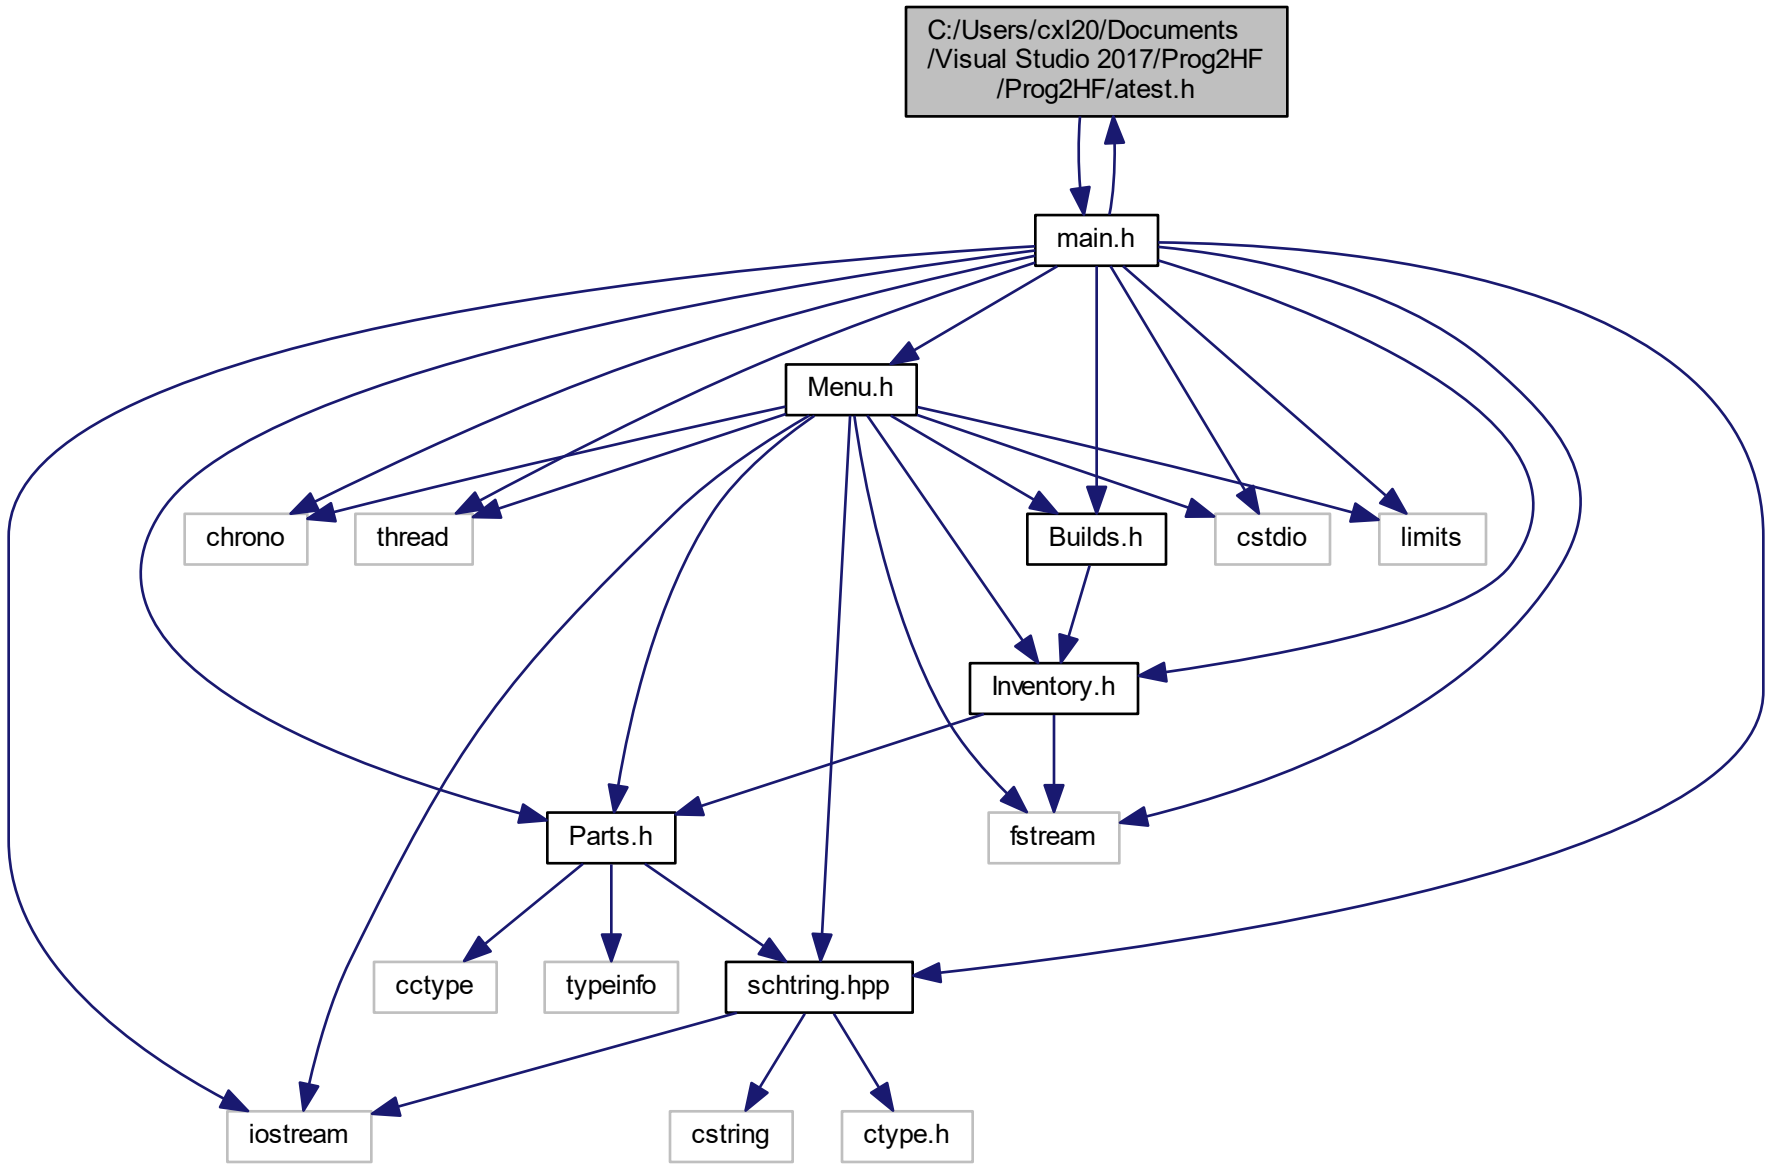 C:/Users/cxl20/Documents
/Visual Studio 2017/Prog2HF
/Prog2HF/atest.h
main.h
Menu.h
chrono
thread
Builds.h
cstdio
limits
Inventory.h
Parts.h
fstream
cctype
typeinfo
schtring.hpp
iostream
cstring
ctype.h